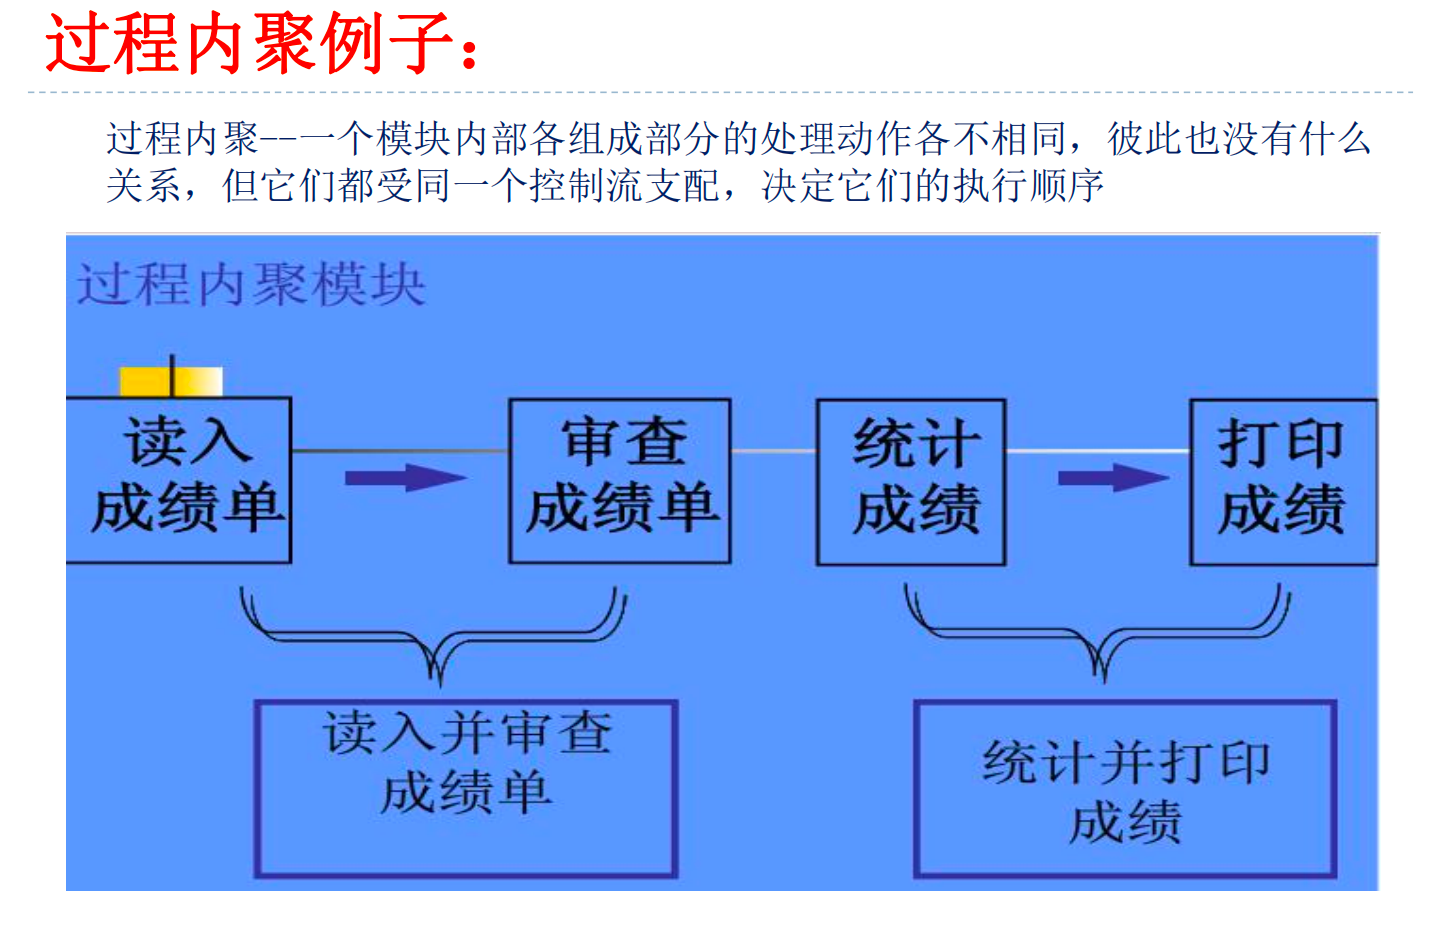 过程内聚例子：
过程内聚--一个模块内部各组成部分的处理动作各不相同，彼此也没有什么
关系，但它们都受同一个控制流支配，决定它们的执行顺序
过程内聚模块
读入
成绩单
审查
成绩单
统计
成绩
打印
成绩
读入并审查
成绩单
统计并打印
成绩